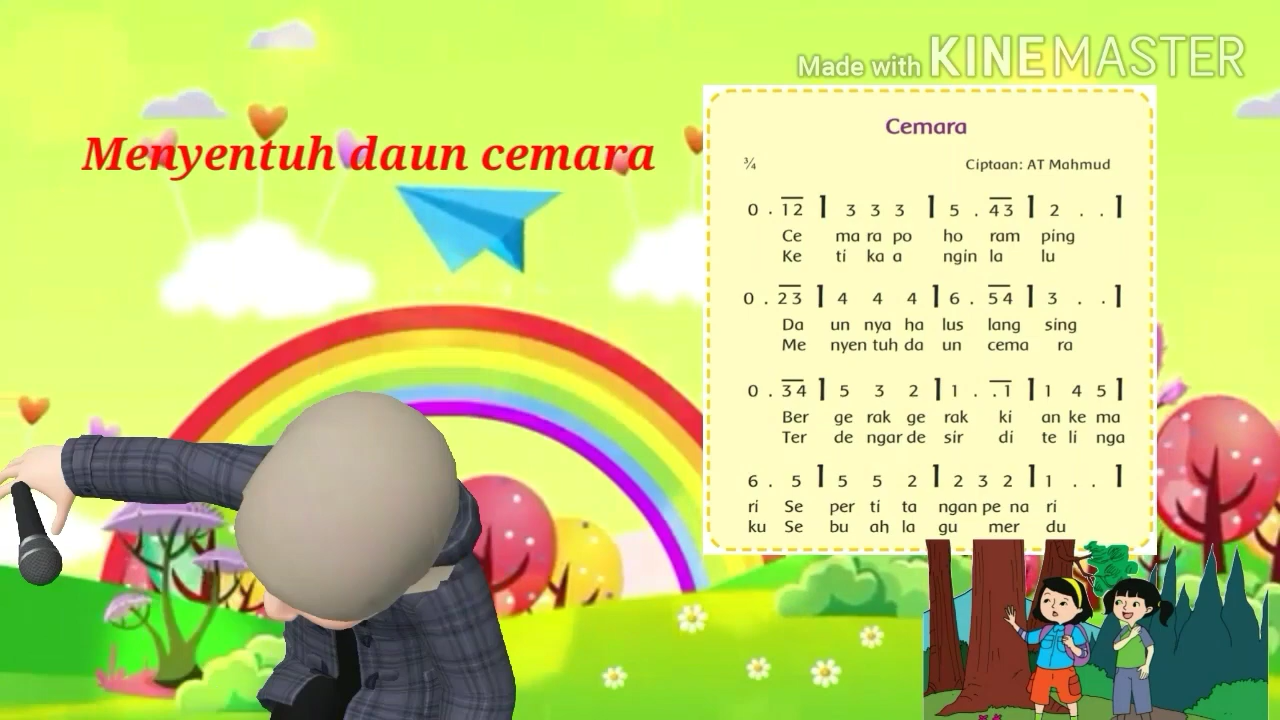 Made with KINEMASTER
Menyentuh daun cemara
Cemara
¾ Ciptaan: AT Mahmud
0 . 12 | 3 3 3 | 5 . 43 | 2 . . |
Ce ma ra po ho ram ping
Ke ti ka a ngin la lu
0 . 23 | 4 4 4 | 6 . 54 | 3 . . |
Da un nya ha lus lang sing
Me nyen tuh da un cema ra
0 . 34 | 5 3 2 | 1 . .1 | 1 4 5 |
Ber ge rak ge rak ki an ke ma
Ter de ngar de sir di te li nga
6 . 5 | 5 5 2 | 2 3 2 | 1 . . |
ri Se per ti ta ngan pe na ri
ku Se bu ah la gu mer du